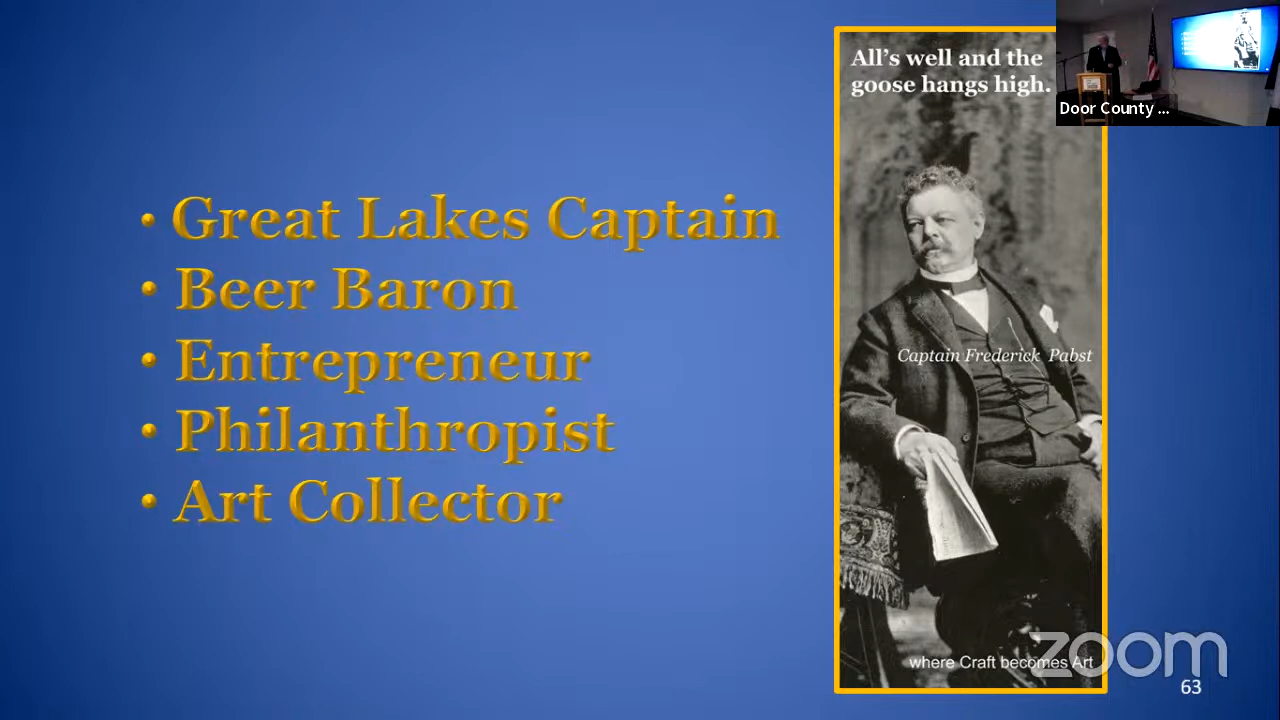 All's well and the
goose hangs high.
Door County ...
• Great Lakes Captain
• Beer Baron
• Entrepreneur
• Philanthropist
• Art Collector
Captain Frederick Pabst
where Craft becomes Art
zoom
63